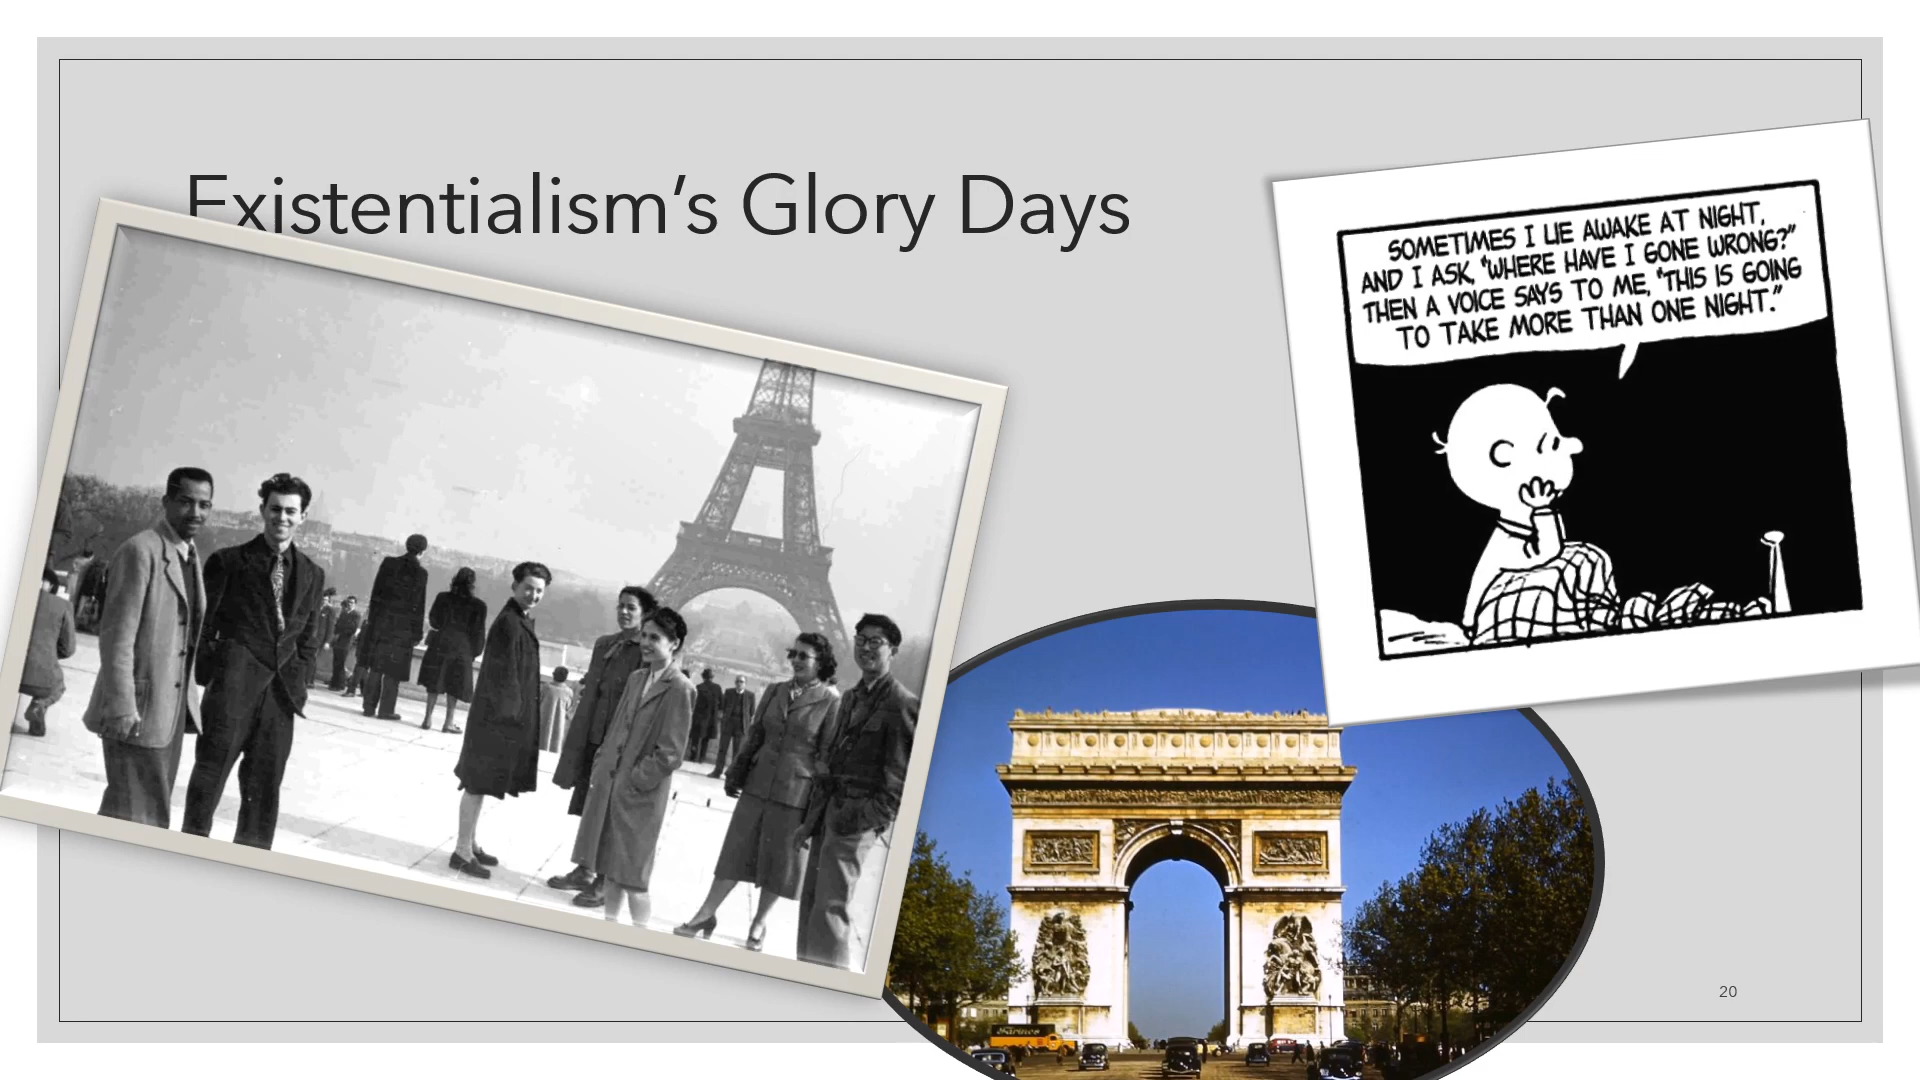 Existentialism’s Glory Days
SOMETIMES I LIE AWAKE AT NIGHT,
AND I ASK, "WHERE HAVE I GONE WRONG?"
THEN A VOICE SAYS TO ME, "THIS IS GOING
TO TAKE MORE THAN ONE NIGHT."
20